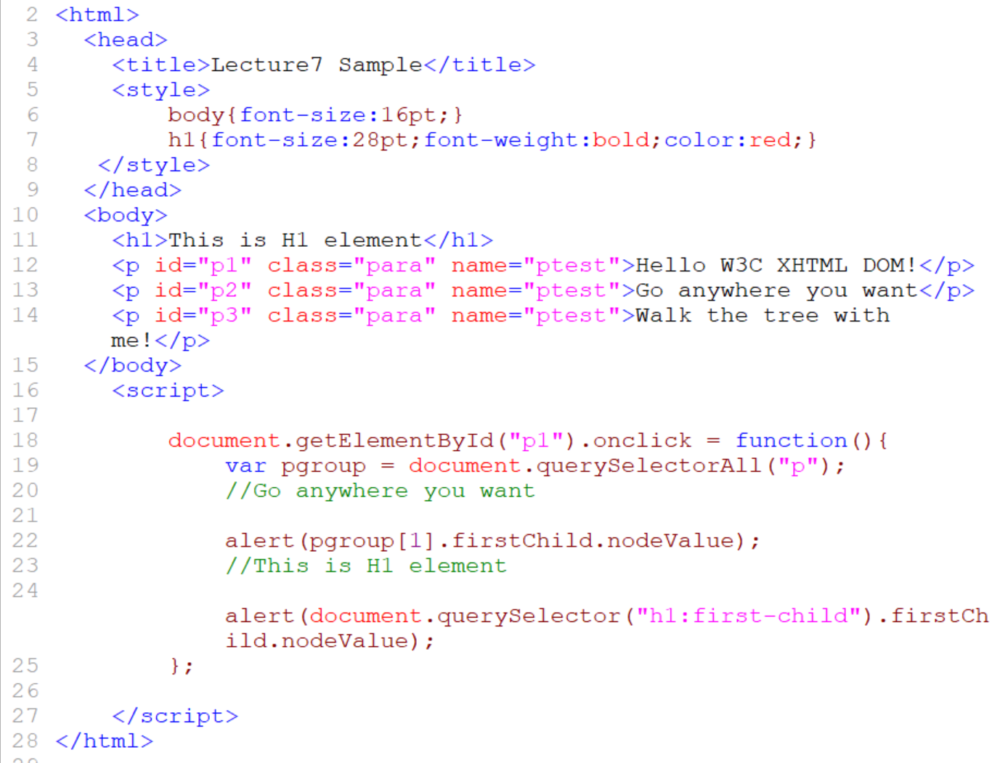 2 <html>
3 <head>
4 <title>Lecture7 Sample</title>
5 <style>
6 body{font-size:16pt;}
7 h1{font-size:28pt;font-weight:bold;color:red;}
8 </style>
9 </head>
10 <body>
11 <h1>This is H1 element</h1>
12 <p id="p1" class="para" name="ptest">Hello W3C XHTML DOM!</p>
13 <p id="p2" class="para" name="ptest">Go anywhere you want</p>
14 <p id="p3" class="para" name="ptest">Walk the tree with
me!</p>
15 </body>
16 <script>
17
18 document.getElementById("p1").onclick = function(){
19 var pgroup = document.querySelectorAll("p");
20 //Go anywhere you want
21
22 alert(pgroup[1].firstChild.nodeValue);
23 //This is H1 element
24
alert(document.querySelector("h1:first-child").firstCh
ild.nodeValue);
25 };
26
27 </script>
28 </html>